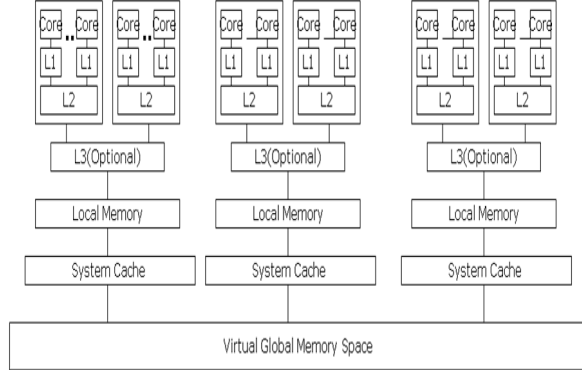 Core Core Core Core Core Core Core Core Core Core Core Core
L1 L1 L1 L1 L1 L1 L1 L1 L1 L1 L1 L1
L2 L2 L2 L2 L2 L2
L3(Optional) L3(Optional) L3(Optional)
Local Memory Local Memory Local Memory
System Cache System Cache System Cache
Virtual Global Memory Space